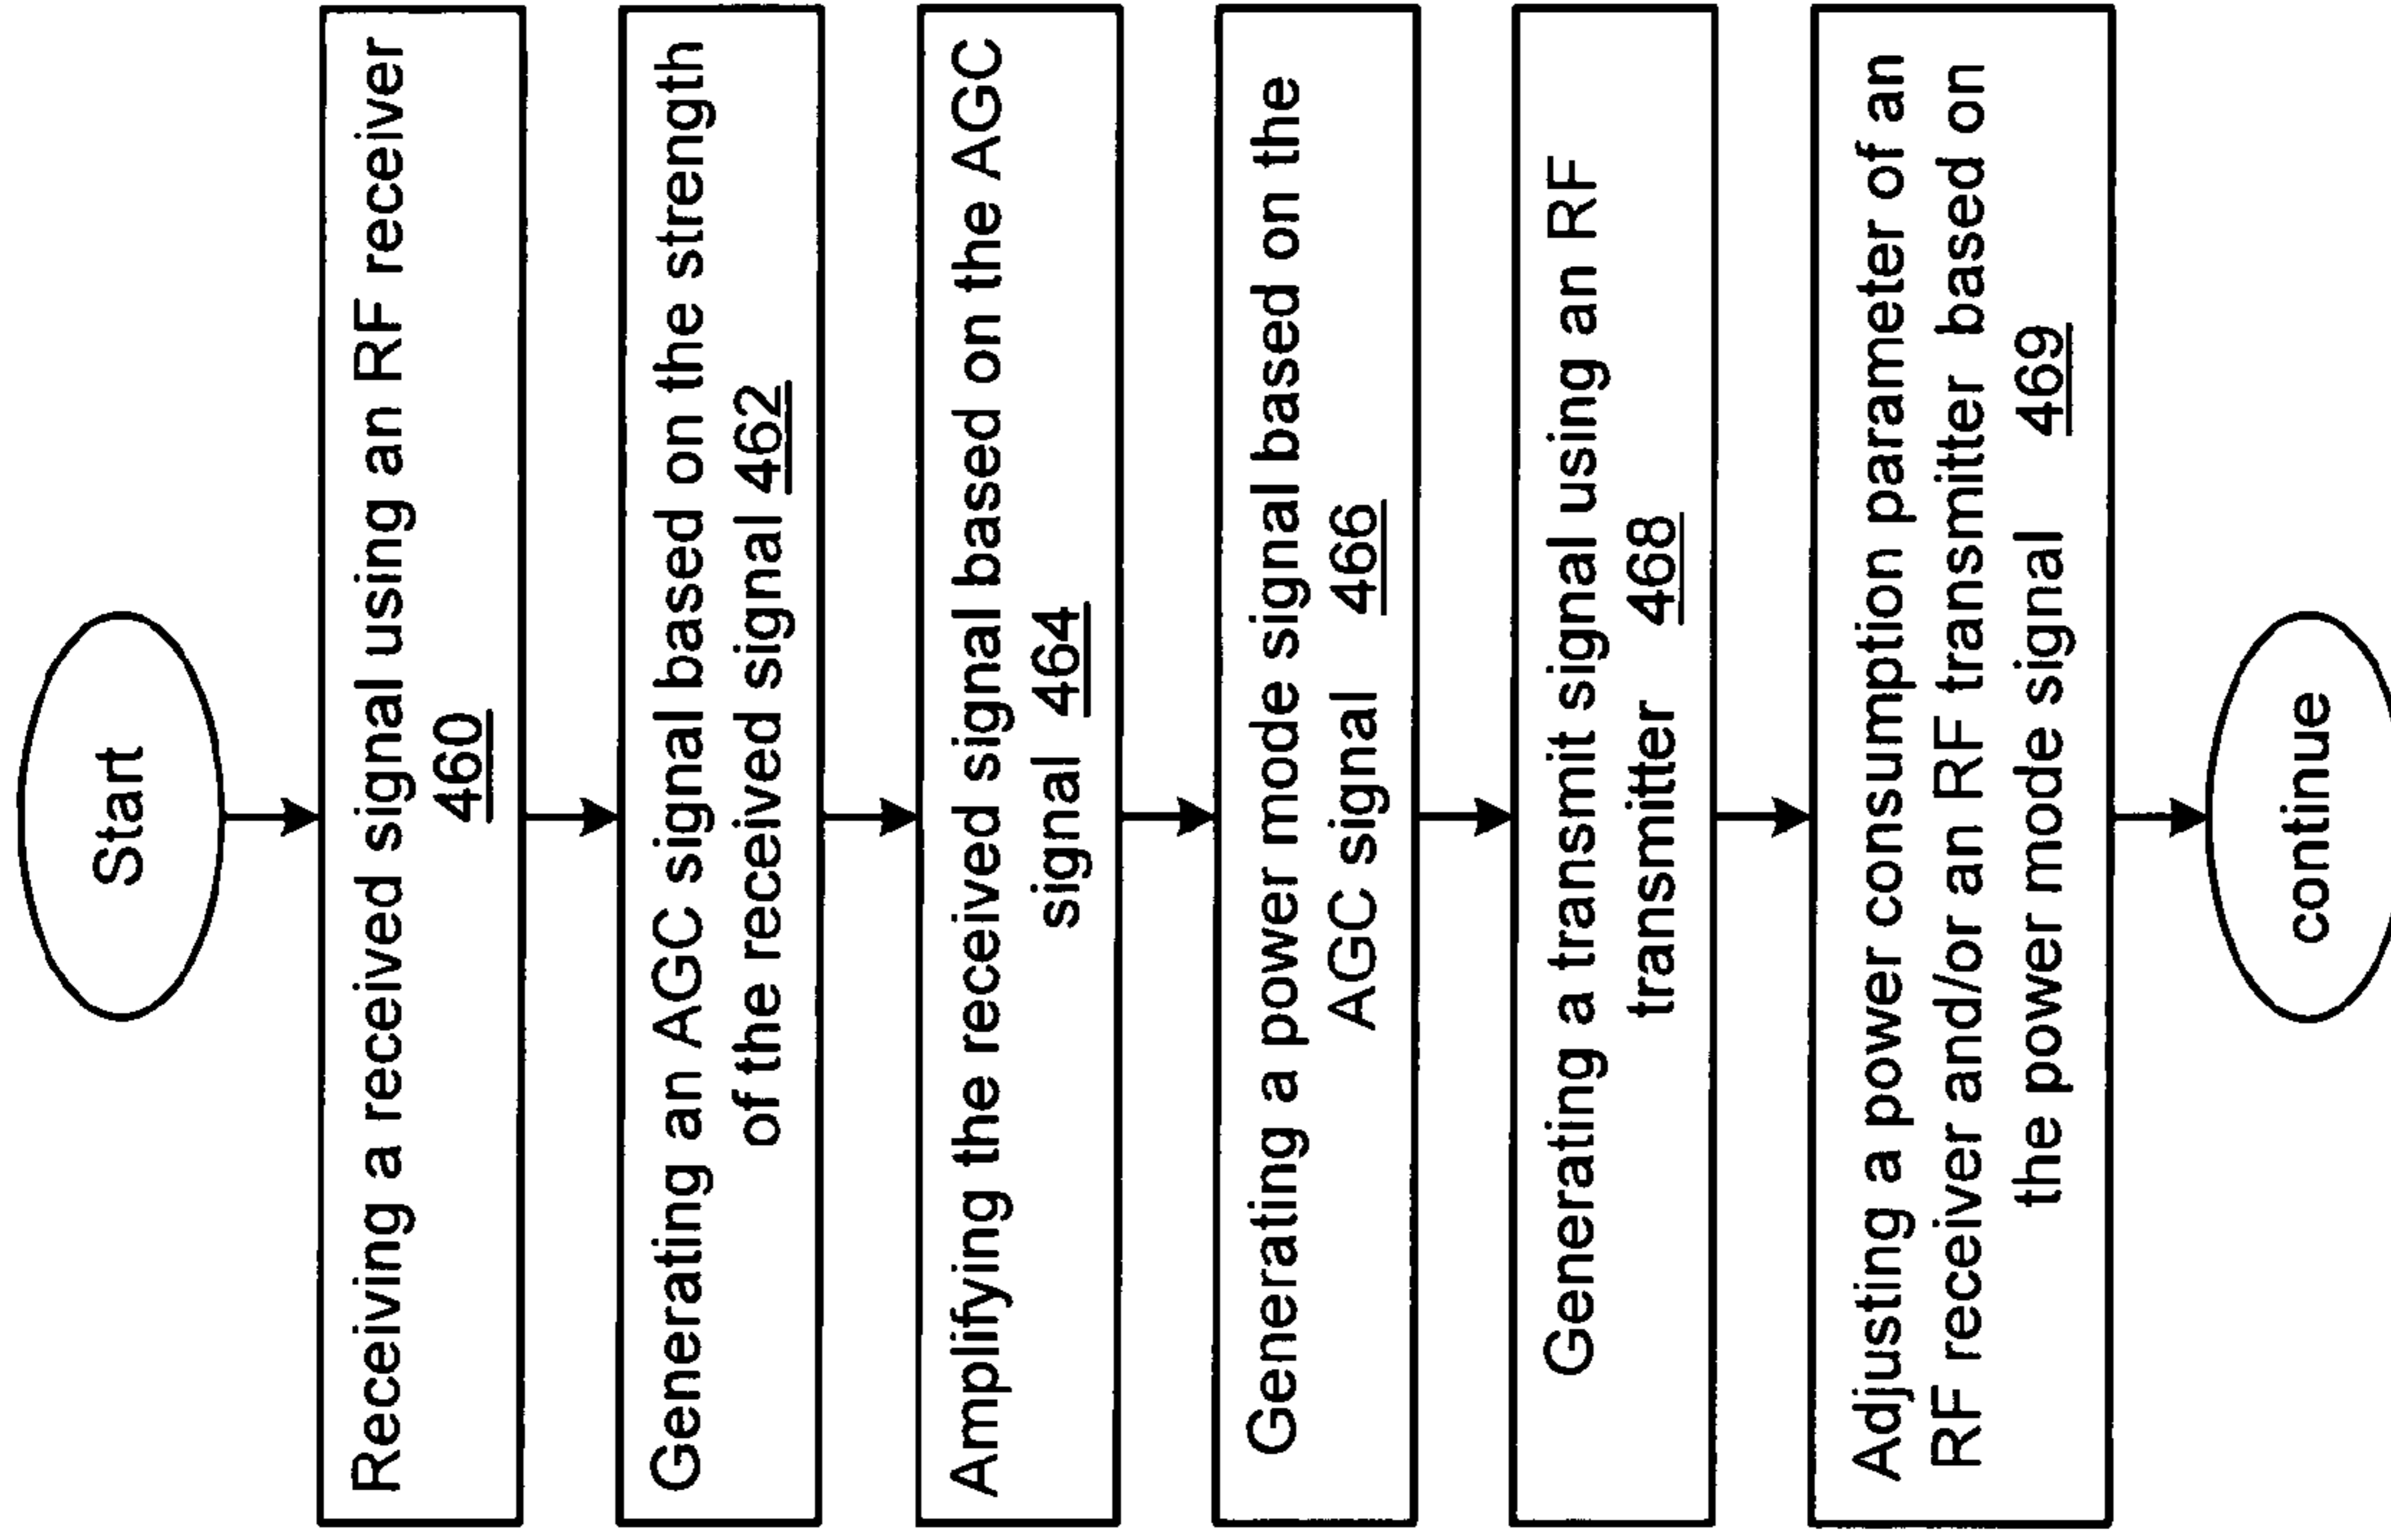 Start
Receiving a received signal using an RF receiver
460
Generating an AGC signal based on the strength
of the received signal 462
Amplifying the received signal based on the AGC
signal 464
Generating a power mode signal based on the
AGC signal 466
Generating a transmit signal using an RF
transmitter 468
Adjusting a power consumption parameter of an
RF receiver and/or an RF transmitter based on
the power mode signal 469
continue